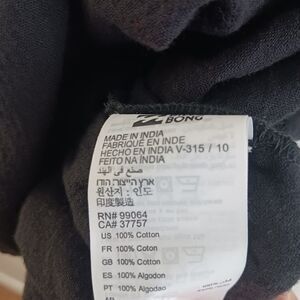 BONG
MADE IN INDIA
FABRIQUÉ EN INDE
HECHO EN INDIA V-315 / 10
FEITO NA INDIA
صنع في الهند
ארץ הייצור: הודו
원산지: 인도
印度製造
RN# 99064
CA# 37757
US 100% Cotton
FR 100% Cotton
GB 100% Cotton
ES 100% Algodon
PT 100% Algodao